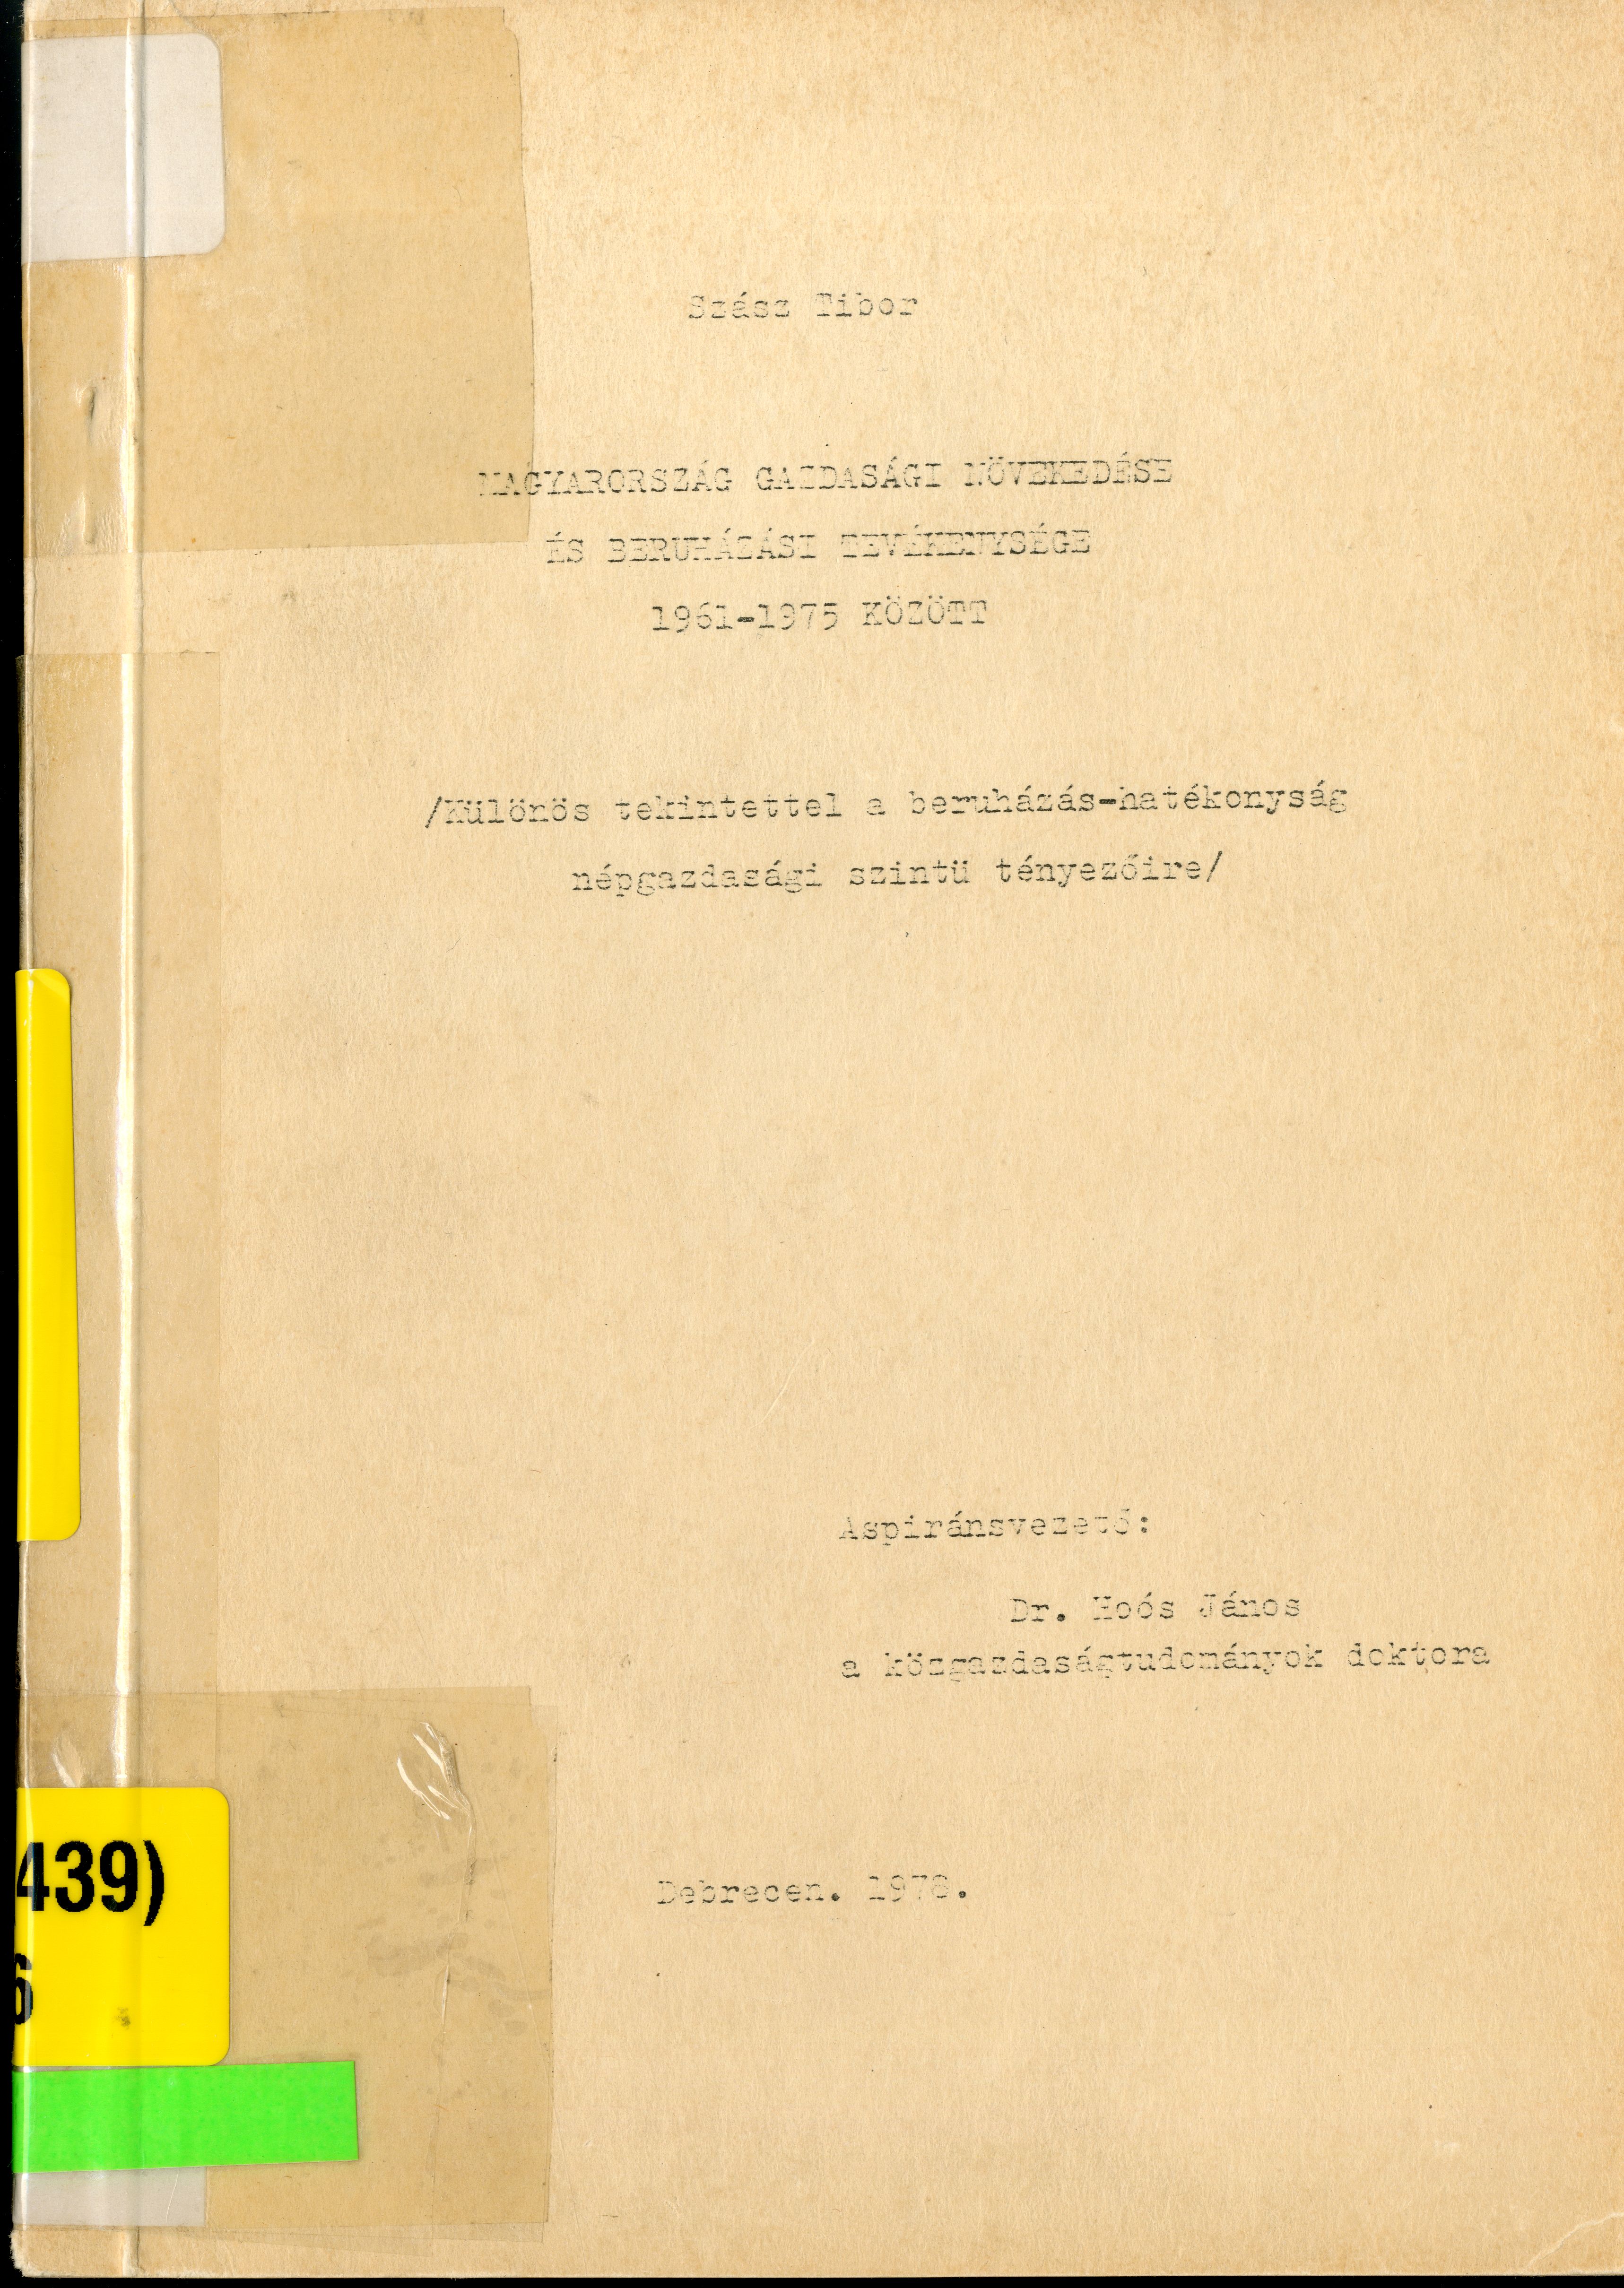 Szász Tibor
MAGYARORSZÁG GAZDASÁGI NÖVEKEDÉSE
ÉS BERUHÁZÁSI TEVÉKENYSÉGE
1961-1975 KÖZÖTT
/Különös tekintettel a beruházás-hatékonyság
népgazdasági szintü tényezőire/
Aspiránsvezető:
Dr. Hoós János
a közgazdaságtudományok doktora
Debrecen. 1978.
439)
6